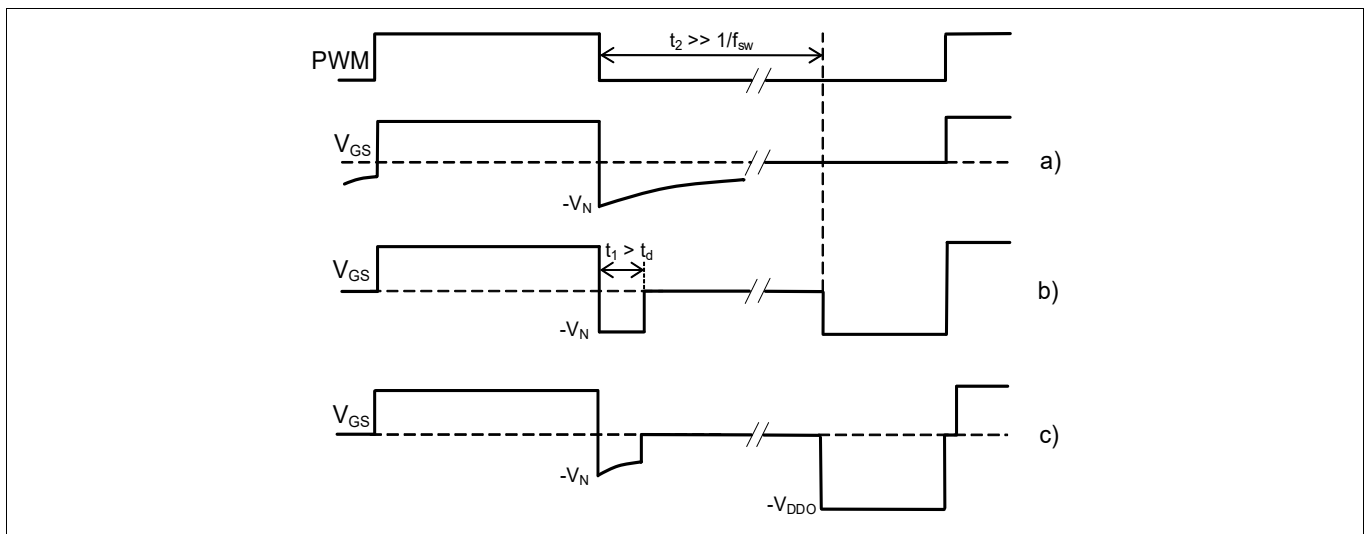 PWM
t2 >> 1/fsw
VGS
-VN
a)
VGS
t1 > td
-VN
b)
VGS
-VN
-VDDO
c)